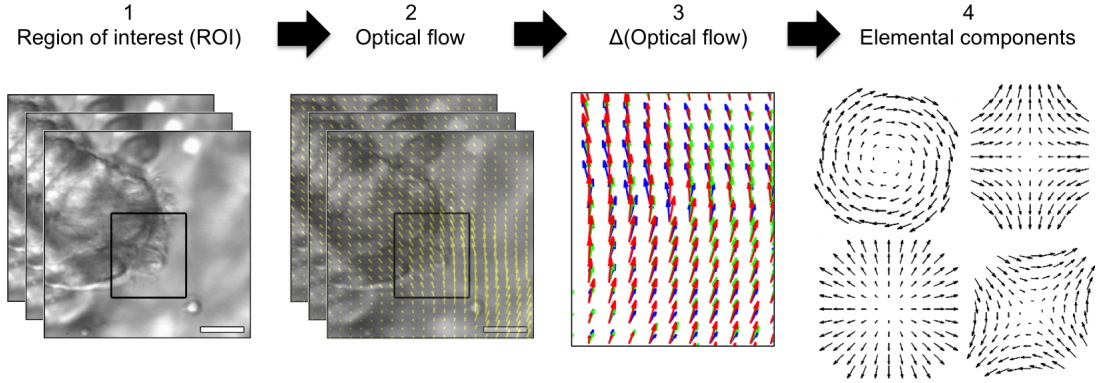 1
Region of interest (ROI)
2
Optical flow
3
Δ(Optical flow)
4
Elemental components